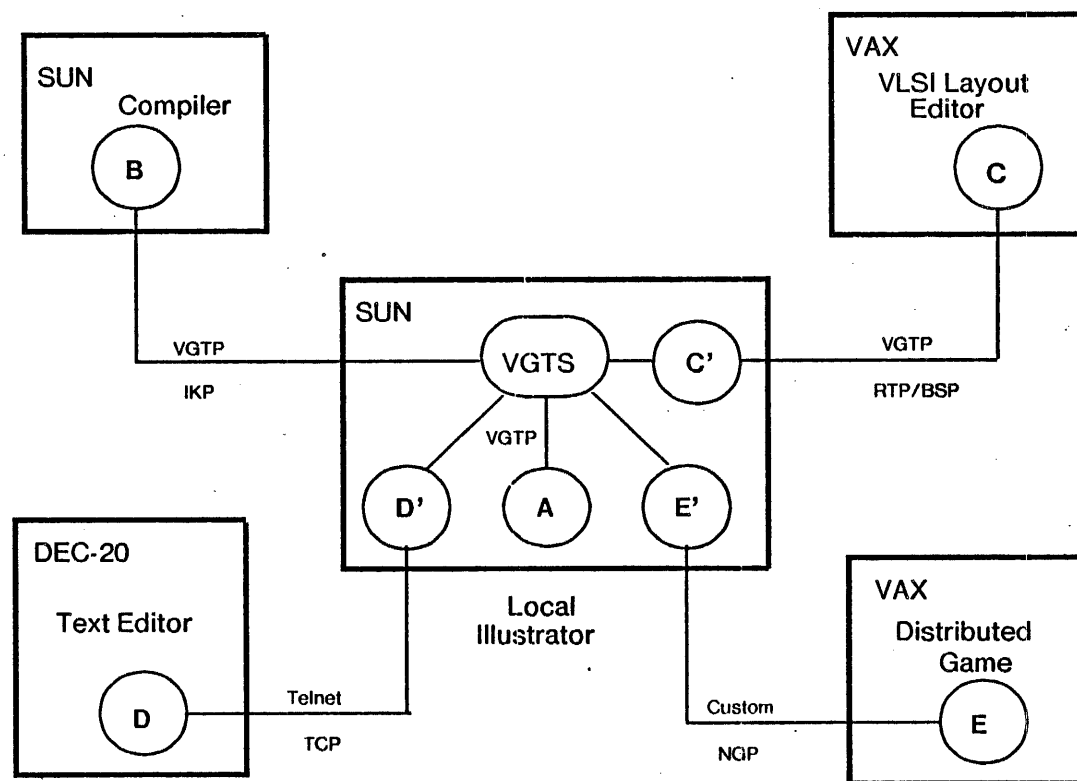 SUN
Compiler
B
VAX
VLSI Layout
Editor
C
VGTP
IKP
SUN
VGTS
C'
VGTP
RTP/BSP
VGTP
D'
A
E'
DEC-20
Text Editor
D
Telnet
TCP
Local
Illustrator
VAX
Distributed
Game
E
Custom
NGP